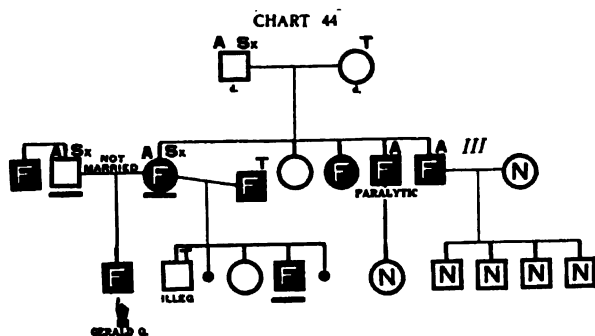 CHART 44
A Sx T
d. d.
A Sx A Sx A A III
F NOT MARRIED F T F F F F N
PARALYTIC
F T F N N N N N
ILLEG
GERALD G.